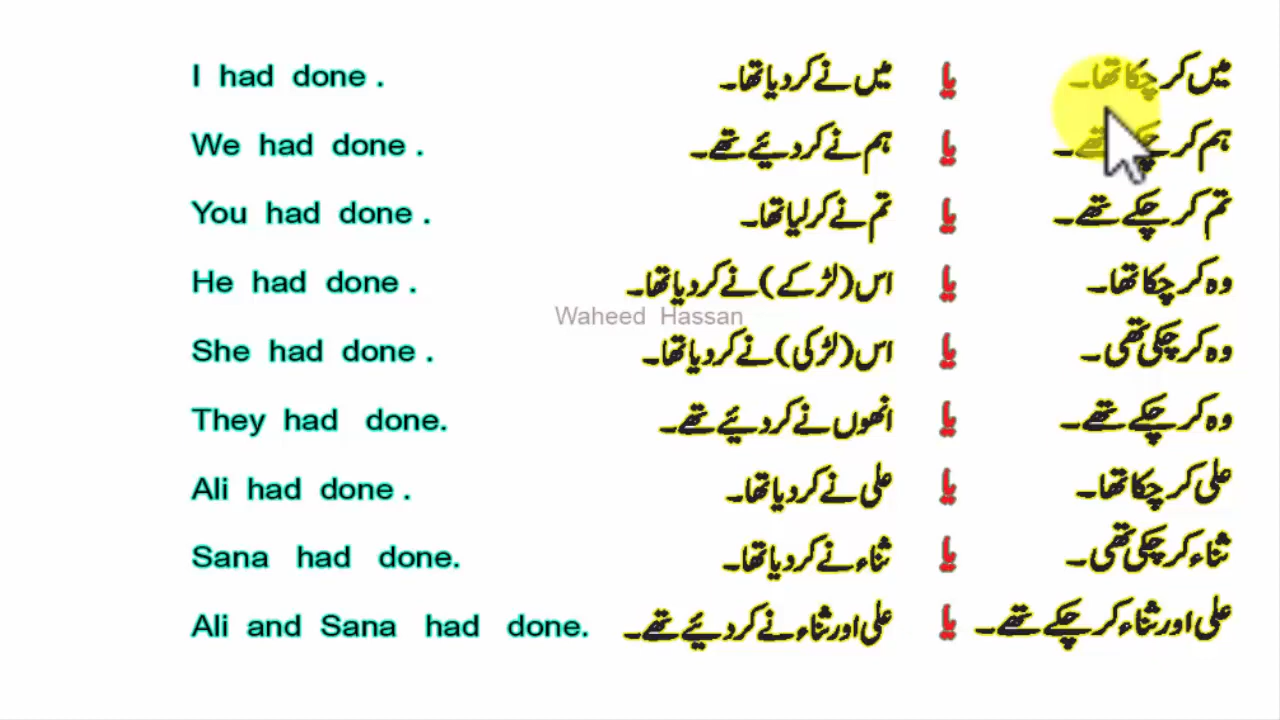 I had done . میں نے کر دیا تھا۔ یا میں کر چکا تھا۔
We had done . ہم نے کر دیئے تھے۔ یا ہم کر چکے تھے۔
You had done . تم نے کر لیا تھا۔ یا تم کر چکے تھے۔
He had done . اس (لڑکے) نے کر دیا تھا۔ یا وہ کر چکا تھا۔
Waheed Hassan
She had done . اس (لڑکی) نے کر دیا تھا۔ یا وہ کر چکی تھی۔
They had done. انھوں نے کر دیئے تھے۔ یا وہ کر چکے تھے۔
Ali had done . علی نے کر دیا تھا۔ یا علی کر چکا تھا۔
Sana had done. ثناء نے کر دیا تھا۔ یا ثناء کر چکی تھی۔
Ali and Sana had done. علی اور ثناء نے کر دیئے تھے۔ یا علی اور ثناء کر چکے تھے۔